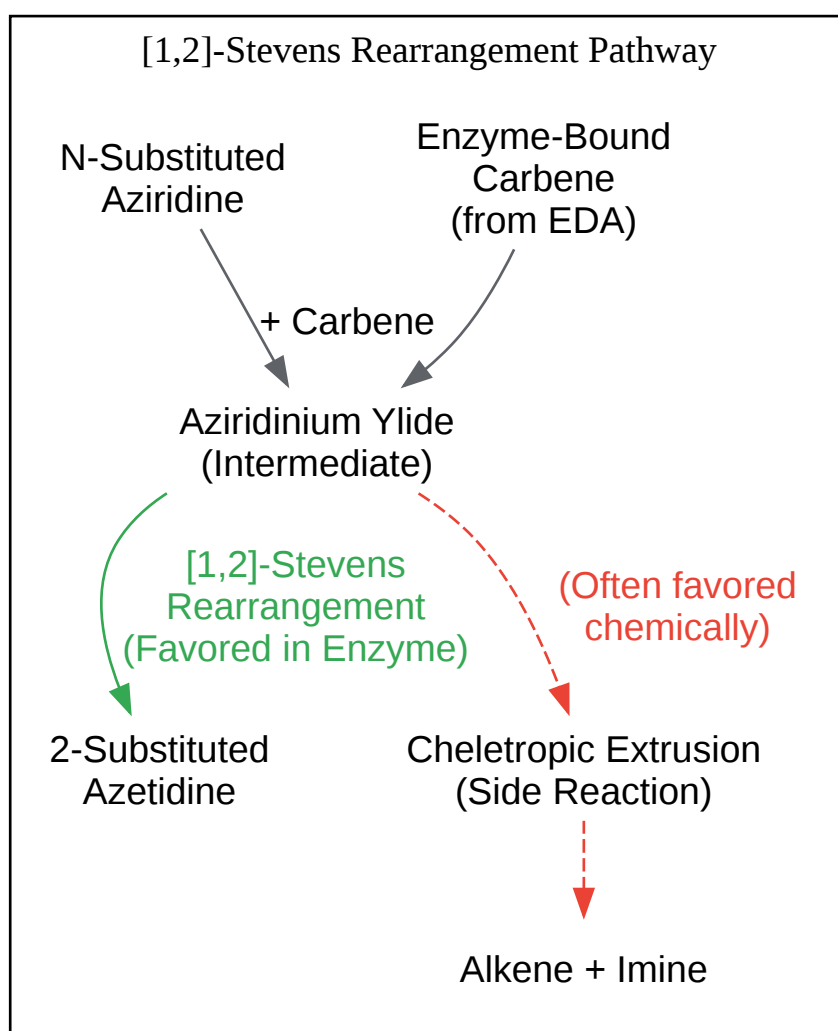 [1,2]-Stevens Rearrangement Pathway
N-Substituted
Aziridine
Enzyme-Bound
Carbene
(from EDA)
+ Carbene
Aziridinium Ylide
(Intermediate)
[1,2]-Stevens
Rearrangement
(Favored in Enzyme)
(Often favored
chemically)
2-Substituted
Azetidine
Cheletropic Extrusion
(Side Reaction)
Alkene + Imine